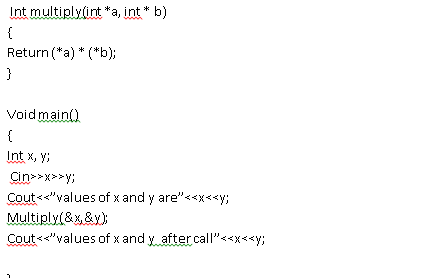 Int multiply(int *a, int * b)
{
Return (*a) * (*b);
}
Void main()
{
Int x, y;
Cin>>x>>y;
Cout<<”values of x and y are”<<x<<y;
Multiply(&x,&y);
Cout<<”values of x and y after call”<<x<<y;
}